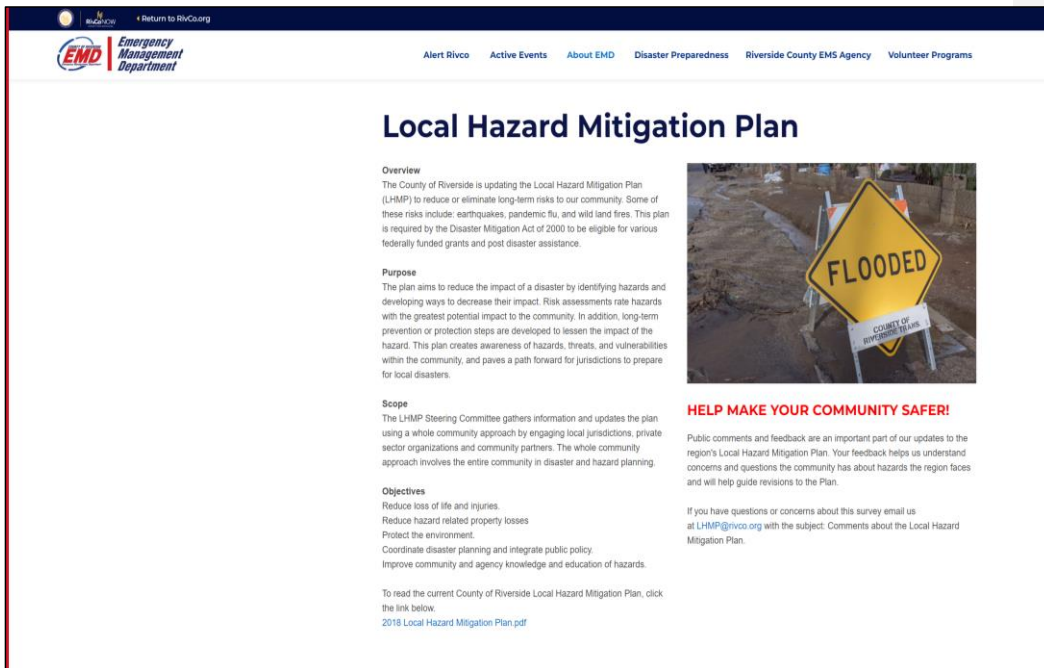 RivCoNOW
Return to RivCo.org
COUNTY OF RIVERSIDE
EMD
Emergency
Management
Department
Alert Rivco
Active Events
About EMD
Disaster Preparedness
Riverside County EMS Agency
Volunteer Programs
Local Hazard Mitigation Plan
Overview
The County of Riverside is updating the Local Hazard Mitigation Plan
(LHMP) to reduce or eliminate long-term risks to our community. Some of
these risks include: earthquakes, pandemic flu, and wild land fires. This plan
is required by the Disaster Mitigation Act of 2000 to be eligible for various
federally funded grants and post disaster assistance.
Purpose
The plan aims to reduce the impact of a disaster by identifying hazards and
developing ways to decrease their impact. Risk assessments rate hazards
with the greatest potential impact to the community. In addition, long-term
prevention or protection steps are developed to lessen the impact of the
hazard. This plan creates awareness of hazards, threats, and vulnerabilities
within the community, and paves a path forward for jurisdictions to prepare
for local disasters.
Scope
The LHMP Steering Committee gathers information and updates the plan
using a whole community approach by engaging local jurisdictions, private
sector organizations and community partners. The whole community
approach involves the entire community in disaster and hazard planning.
Objectives
Reduce loss of life and injuries.
Reduce hazard related property losses
Protect the environment.
Coordinate disaster planning and integrate public policy.
Improve community and agency knowledge and education of hazards.
To read the current County of Riverside Local Hazard Mitigation Plan, click
the link below.
2018 Local Hazard Mitigation Plan.pdf
FLOODED
COUNTY OF
RIVERSIDE TRANS.
HELP MAKE YOUR COMMUNITY SAFER!
Public comments and feedback are an important part of our updates to the
region's Local Hazard Mitigation Plan. Your feedback helps us understand
concerns and questions the community has about hazards the region faces
and will help guide revisions to the Plan.
If you have questions or concerns about this survey email us
at LHMP@rivco.org with the subject: Comments about the Local Hazard
Mitigation Plan.